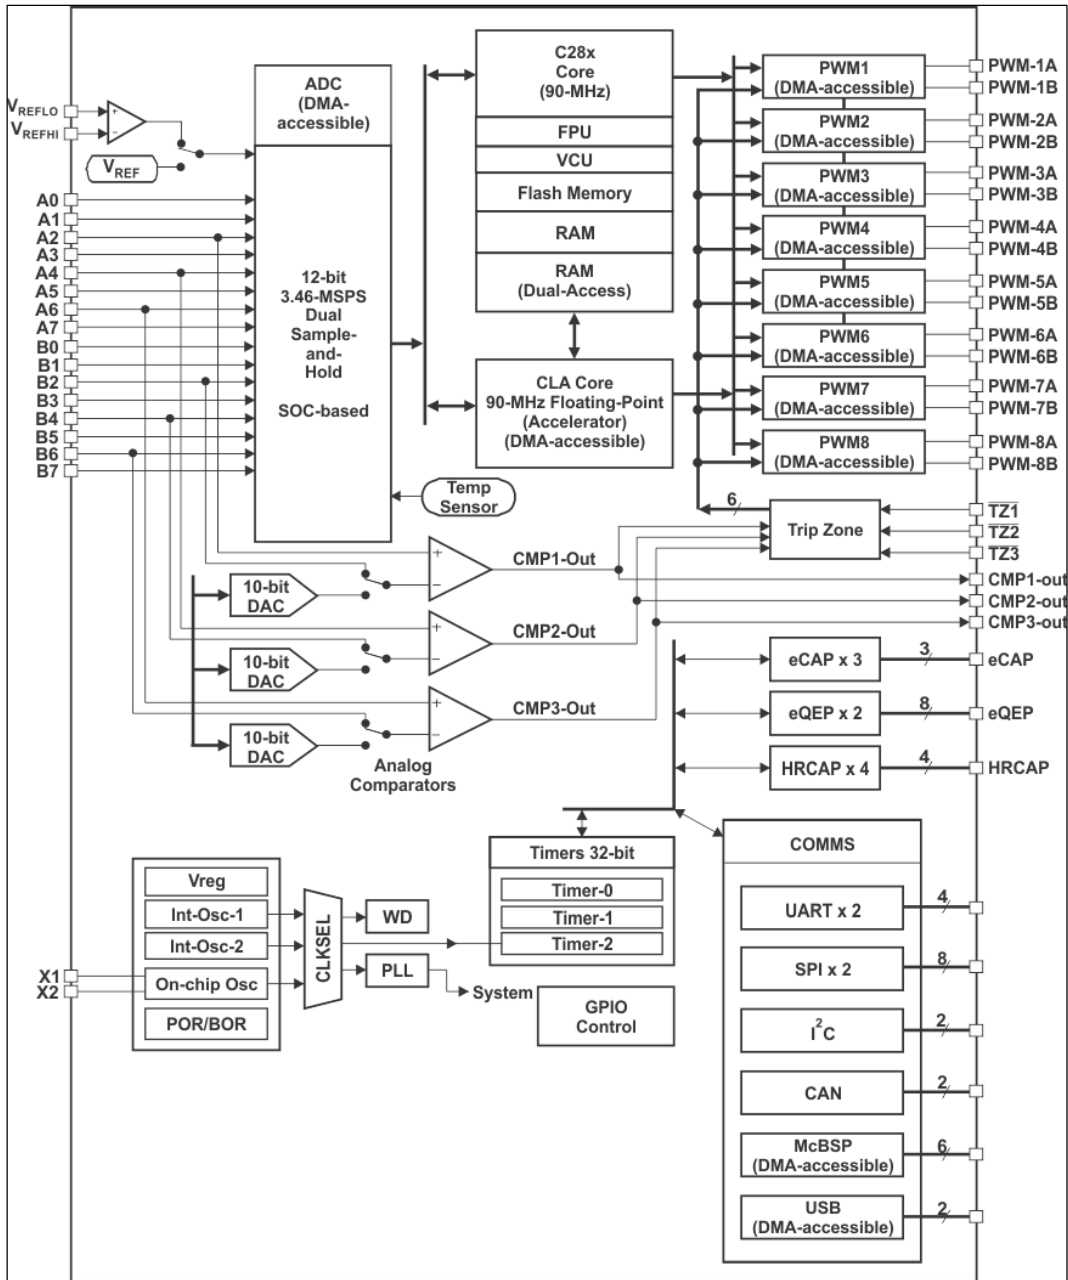 VREFLO
VREFHI
+
−
VREF
A0
A1
A2
A3
A4
A5
A6
A7
B0
B1
B2
B3
B4
B5
B6
B7
ADC
(DMA-
accessible)
12-bit
3.46-MSPS
Dual
Sample-
and-
Hold
SOC-based
Temp
Sensor
C28x
Core
(90-MHz)
FPU
VCU
Flash Memory
RAM
RAM
(Dual-Access)
CLA Core
90-MHz Floating-Point
(Accelerator)
(DMA-accessible)
PWM1
(DMA-accessible)
PWM2
(DMA-accessible)
PWM3
(DMA-accessible)
PWM4
(DMA-accessible)
PWM5
(DMA-accessible)
PWM6
(DMA-accessible)
PWM7
(DMA-accessible)
PWM8
(DMA-accessible)
PWM-1A
PWM-1B
PWM-2A
PWM-2B
PWM-3A
PWM-3B
PWM-4A
PWM-4B
PWM-5A
PWM-5B
PWM-6A
PWM-6B
PWM-7A
PWM-7B
PWM-8A
PWM-8B
6
Trip Zone
TZ1
TZ2
TZ3
CMP1-out
CMP2-out
CMP3-out
10-bit
DAC
+
−
CMP1-Out
10-bit
DAC
+
−
CMP2-Out
10-bit
DAC
+
−
CMP3-Out
Analog
Comparators
eCAP x 3
3
eCAP
eQEP x 2
8
eQEP
HRCAP x 4
4
HRCAP
Timers 32-bit
Timer-0
Timer-1
Timer-2
COMMS
UART x 2
4
SPI x 2
8
I2C
2
CAN
2
McBSP
(DMA-accessible)
6
USB
(DMA-accessible)
2
Vreg
Int-Osc-1
Int-Osc-2
On-chip Osc
POR/BOR
X1
X2
CLKSEL
WD
PLL
System
GPIO
Control